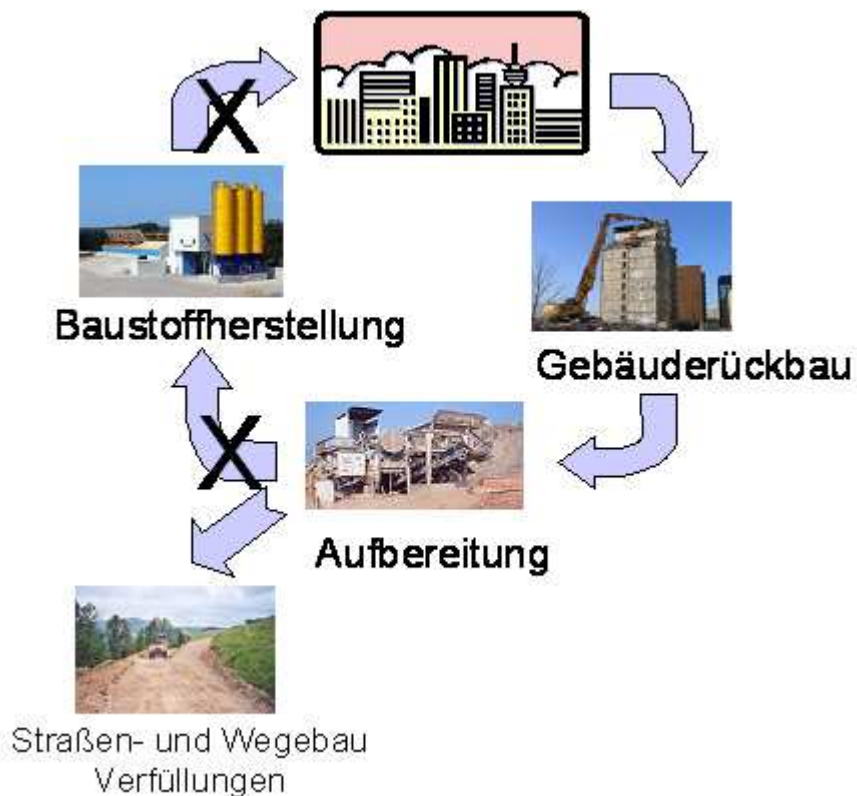 Baustoffherstellung
Gebäuderückbau
Aufbereitung
Straßen- und Wegebau
Verfüllungen